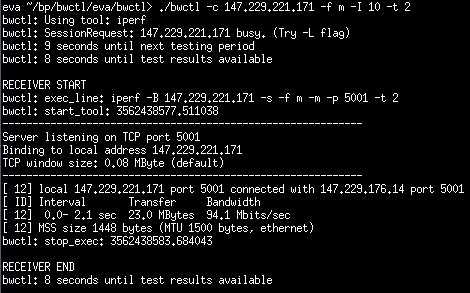 eva ~/bp/bwctl/eva/bwctl> ./bwctl -c 147.229.221.171 -f m -I 10 -t 2
bwctl: Using tool: iperf
bwctl: SessionRequest: 147.229.221.171 busy. (Try -L flag)
bwctl: 9 seconds until next testing period
bwctl: 8 seconds until test results available
RECEIVER START
bwctl: exec_line: iperf -B 147.229.221.171 -s -f m -m -p 5001 -t 2
bwctl: start_tool: 3562438577.511038
------------------------------------------------------------
Server listening on TCP port 5001
Binding to local address 147.229.221.171
TCP window size: 0.08 MByte (default)
------------------------------------------------------------
[ 12] local 147.229.221.171 port 5001 connected with 147.229.176.14 port 5001
[ ID] Interval       Transfer     Bandwidth
[ 12]  0.0- 2.1 sec  23.0 MBytes  94.1 Mbits/sec
[ 12] MSS size 1448 bytes (MTU 1500 bytes, ethernet)
bwctl: stop_exec: 3562438583.684043
RECEIVER END
bwctl: 8 seconds until test results available